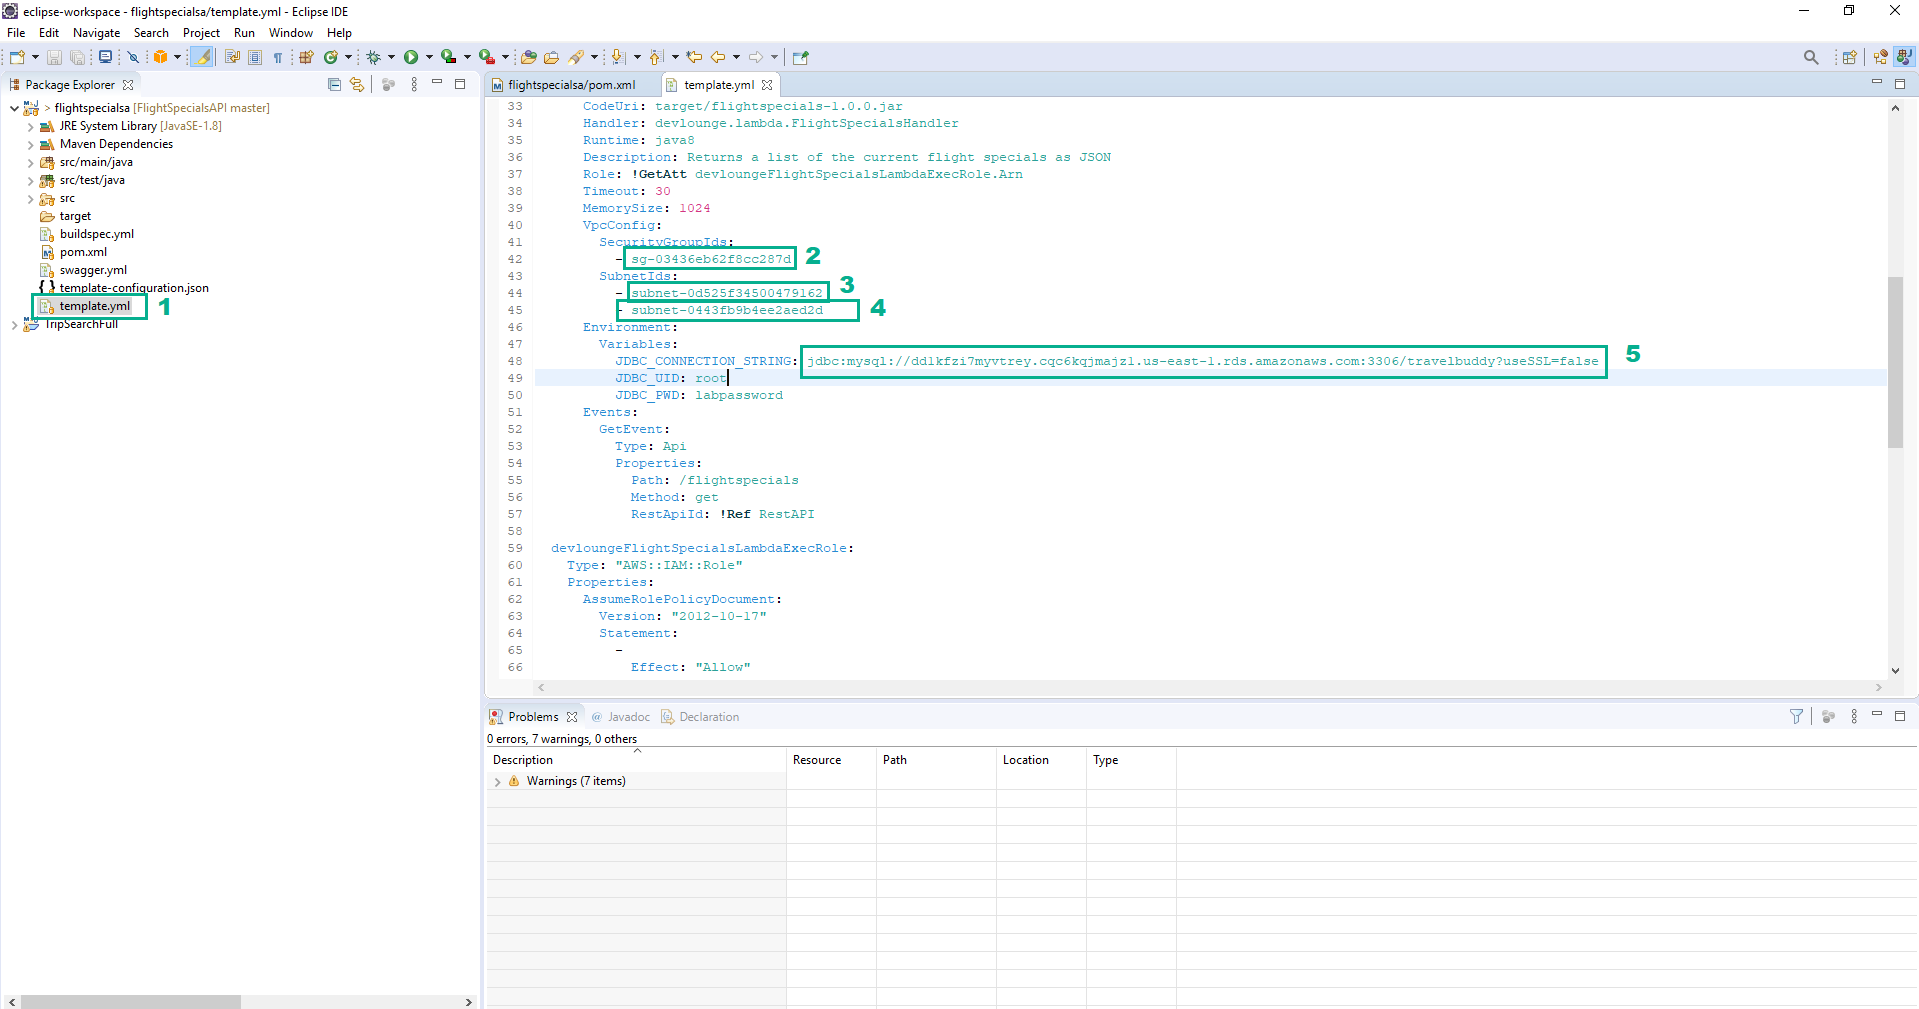 eclipse-workspace - flightspecialsa/template.yml - Eclipse IDE
File Edit Navigate Search Project Run Window Help
Package Explorer
flightspecialsa/pom.xml
template.yml
> flightspecialsa [FlightSpecialsAPI master]
JRE System Library [JavaSE-1.8]
Maven Dependencies
src/main/java
src/test/java
src
target
buildspec.yml
pom.xml
swagger.yml
template-configuration.json
template.yml 1
TripSearchFull
33 CodeUri: target/flightspecials-1.0.0.jar
34 Handler: devlounge.lambda.FlightSpecialsHandler
35 Runtime: java8
36 Description: Returns a list of the current flight specials as JSON
37 Role: !GetAtt devloungeFlightSpecialsLambdaExecRole.Arn
38 Timeout: 30
39 MemorySize: 1024
40 VpcConfig:
41 SecurityGroupIds:
42 - sg-03436eb62f8cc287d 2
43 SubnetIds:
44 - subnet-0d525f34500479162 3
45 - subnet-0443fb9b4ee2aed2d 4
46 Environment:
47 Variables:
48 JDBC_CONNECTION_STRING: jdbc:mysql://dd1kfzi7myvtrey.cqc6kqjmajz1.us-east-1.rds.amazonaws.com:3306/travelbuddy?useSSL=false 5
49 JDBC_UID: root
50 JDBC_PWD: labpassword
51 Events:
52 GetEvent:
53 Type: Api
54 Properties:
55 Path: /flightspecials
56 Method: get
57 RestApiId: !Ref RestAPI
58
59 devloungeFlightSpecialsLambdaExecRole:
60 Type: "AWS::IAM::Role"
61 Properties:
62 AssumeRolePolicyDocument:
63 Version: "2012-10-17"
64 Statement:
65 -
66 Effect: "Allow"
Problems @ Javadoc Declaration
0 errors, 7 warnings, 0 others
Description Resource Path Location Type
Warnings (7 items)